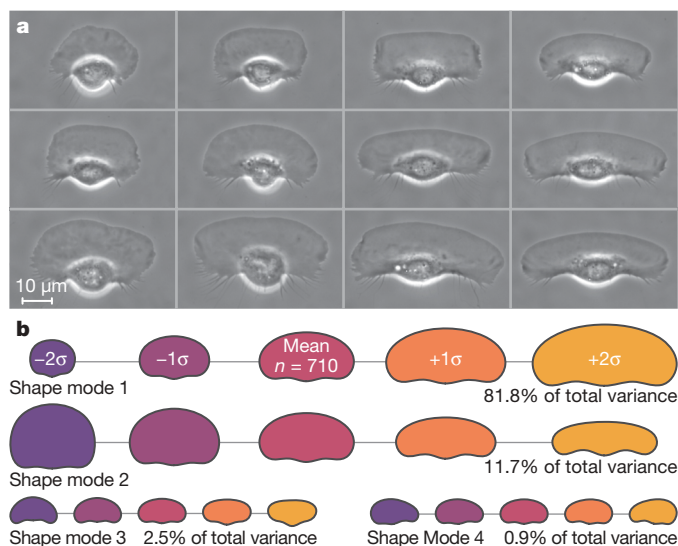 a
10 μm
b
−2σ
−1σ
Mean
n = 710
+1σ
+2σ
Shape mode 1
81.8% of total variance
Shape mode 2
11.7% of total variance
Shape mode 3
2.5% of total variance
Shape Mode 4
0.9% of total variance